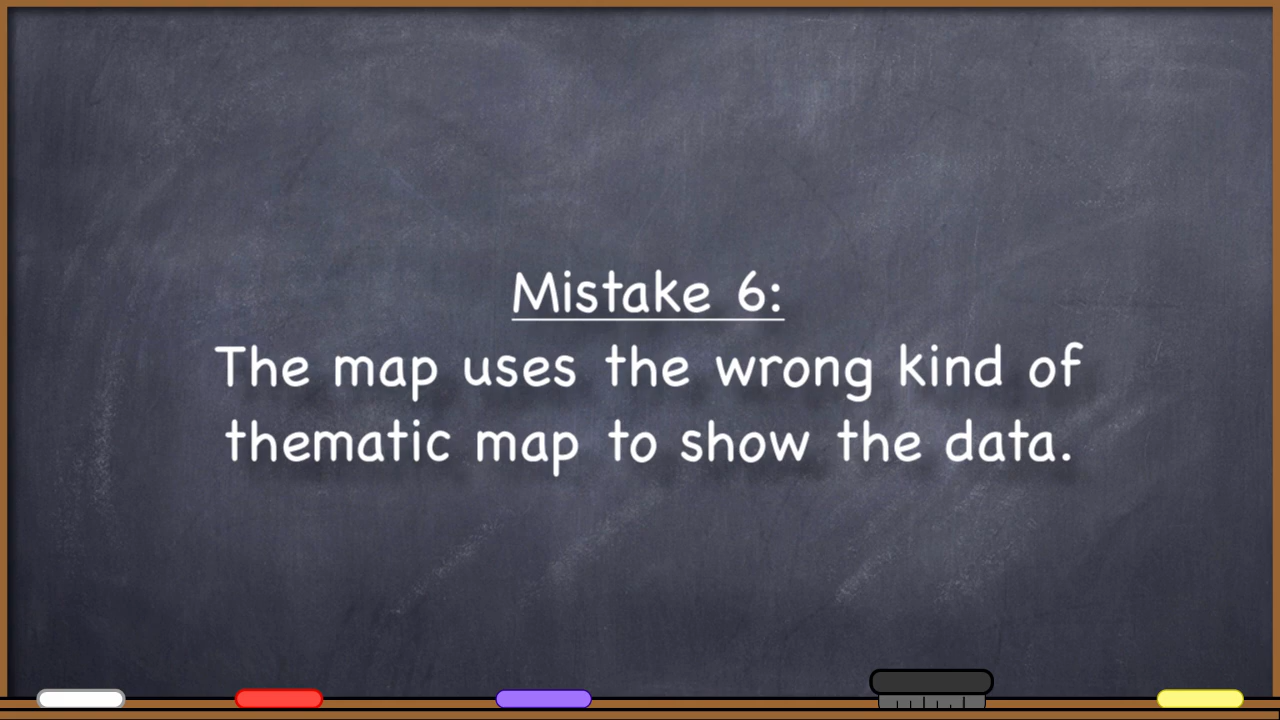 Mistake 6:
The map uses the wrong kind of
thematic map to show the data.